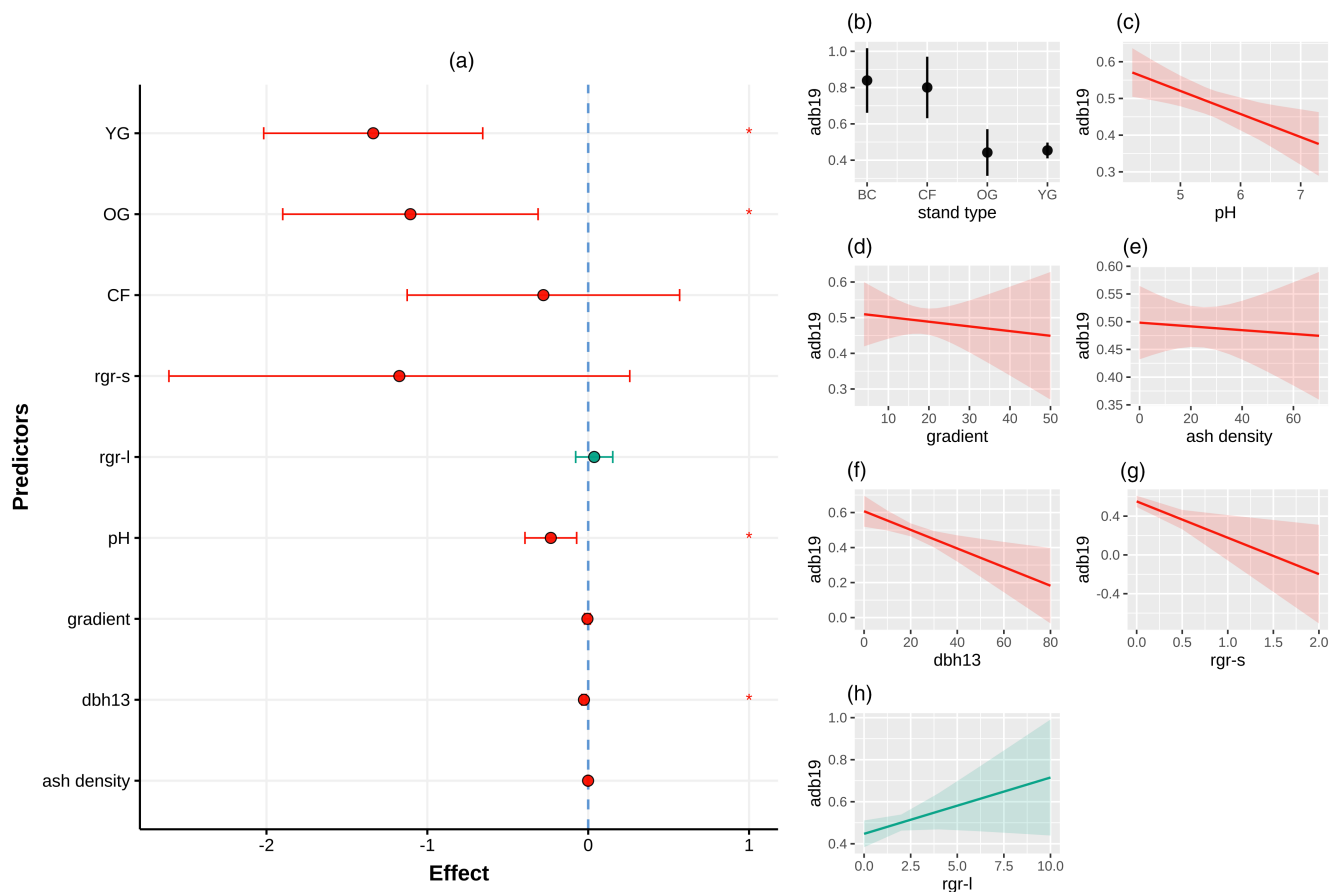 (a)
YG
*
OG
*
CF
rgr-s
rgr-l
pH
*
gradient
dbh13
*
ash density
Predictors
-2 -1 0 1
Effect
(b)
adb19
1.0
0.8
0.6
0.4
BC CF OG YG
stand type
(c)
adb19
0.6
0.5
0.4
0.3
5 6 7
pH
(d)
adb19
0.6
0.5
0.4
0.3
10 20 30 40 50
gradient
(e)
adb19
0.60
0.55
0.50
0.45
0.40
0.35
0 20 40 60
ash density
(f)
adb19
0.6
0.4
0.2
0.0
0 20 40 60 80
dbh13
(g)
adb19
0.4
0.0
-0.4
0.0 0.5 1.0 1.5 2.0
rgr-s
(h)
adb19
1.0
0.8
0.6
0.4
0.0 2.5 5.0 7.5 10.0
rgr-l